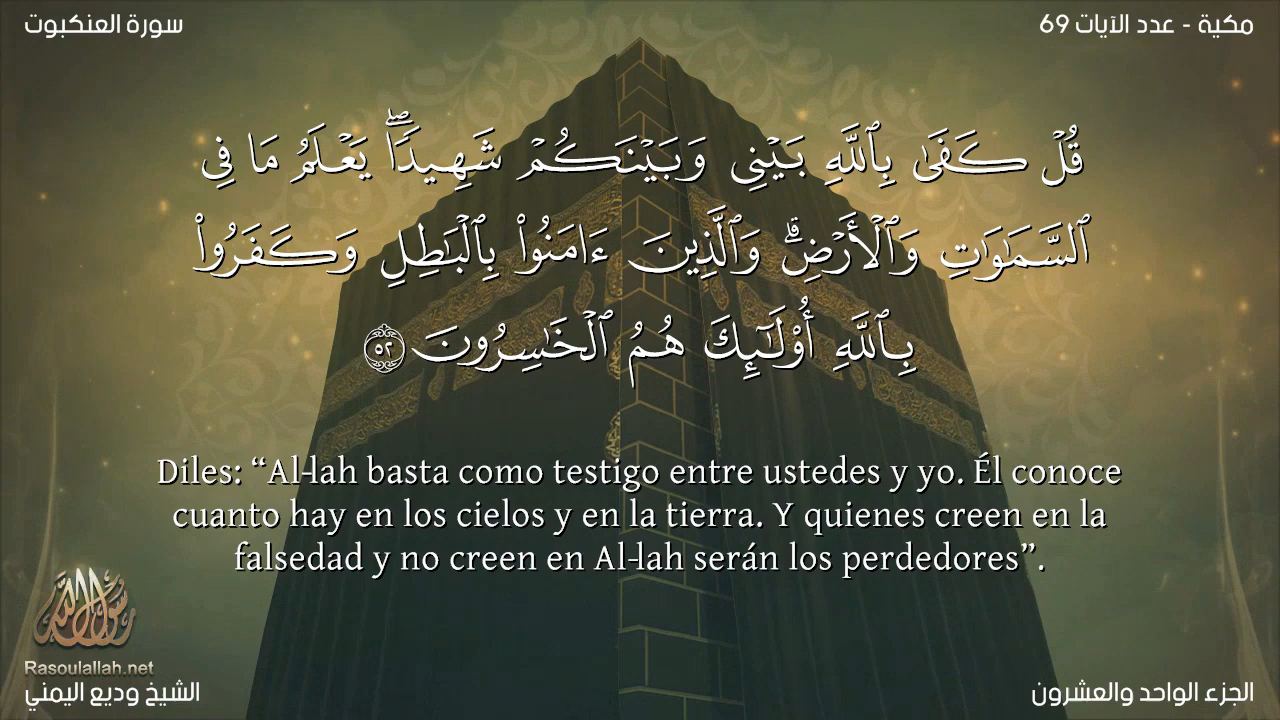 سورة العنكبوت
مكية - عدد الآيات 69
قُلۡ كَفَىٰ بِٱللَّهِ بَيۡنِي وَبَيۡنَكُمۡ شَهِيدٗاۖ يَعۡلَمُ مَا فِي
ٱلسَّمَٰوَٰتِ وَٱلۡأَرۡضِۗ وَٱلَّذِينَ ءَامَنُواْ بِٱلۡبَٰطِلِ وَكَفَرُواْ
بِٱللَّهِ أُوْلَٰٓئِكَ هُمُ ٱلۡخَٰسِرُونَ ٥٢
Diles: “Al-lah basta como testigo entre ustedes y yo. Él conoce
cuanto hay en los cielos y en la tierra. Y quienes creen en la
falsedad y no creen en Al-lah serán los perdedores”.
رسول الله
Rasoulallah.net
الشيخ وديع اليمني
الجزء الواحد والعشرون